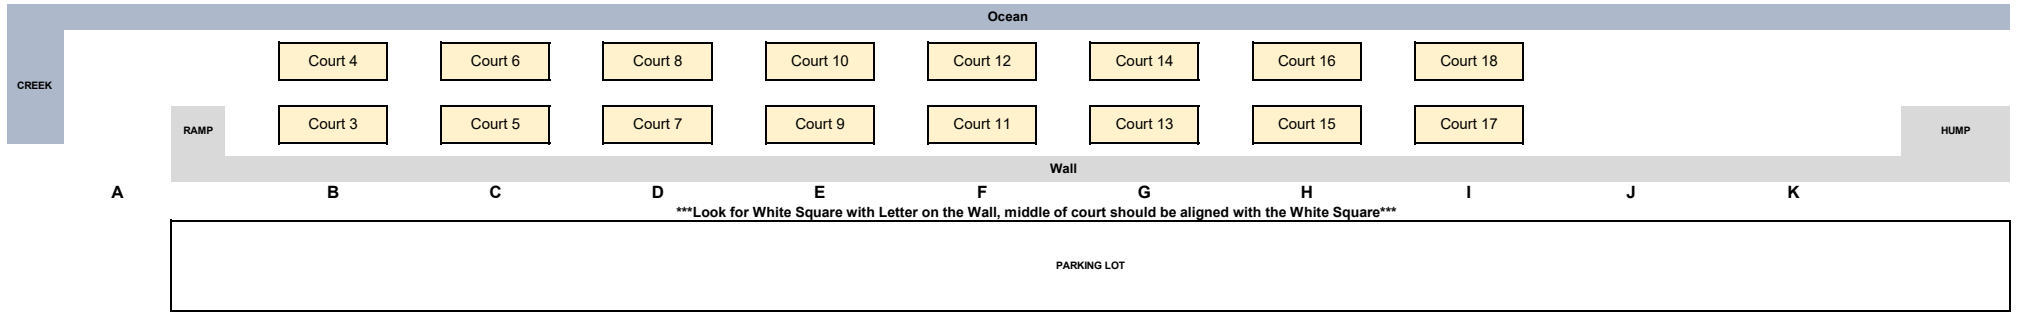 Ocean
Court 4 Court 6 Court 8 Court 10 Court 12 Court 14 Court 16 Court 18
CREEK
RAMP Court 3 Court 5 Court 7 Court 9 Court 11 Court 13 Court 15 Court 17 HUMP
Wall
A B C D E F G H I J K
***Look for White Square with Letter on the Wall, middle of court should be aligned with the White Square***
PARKING LOT